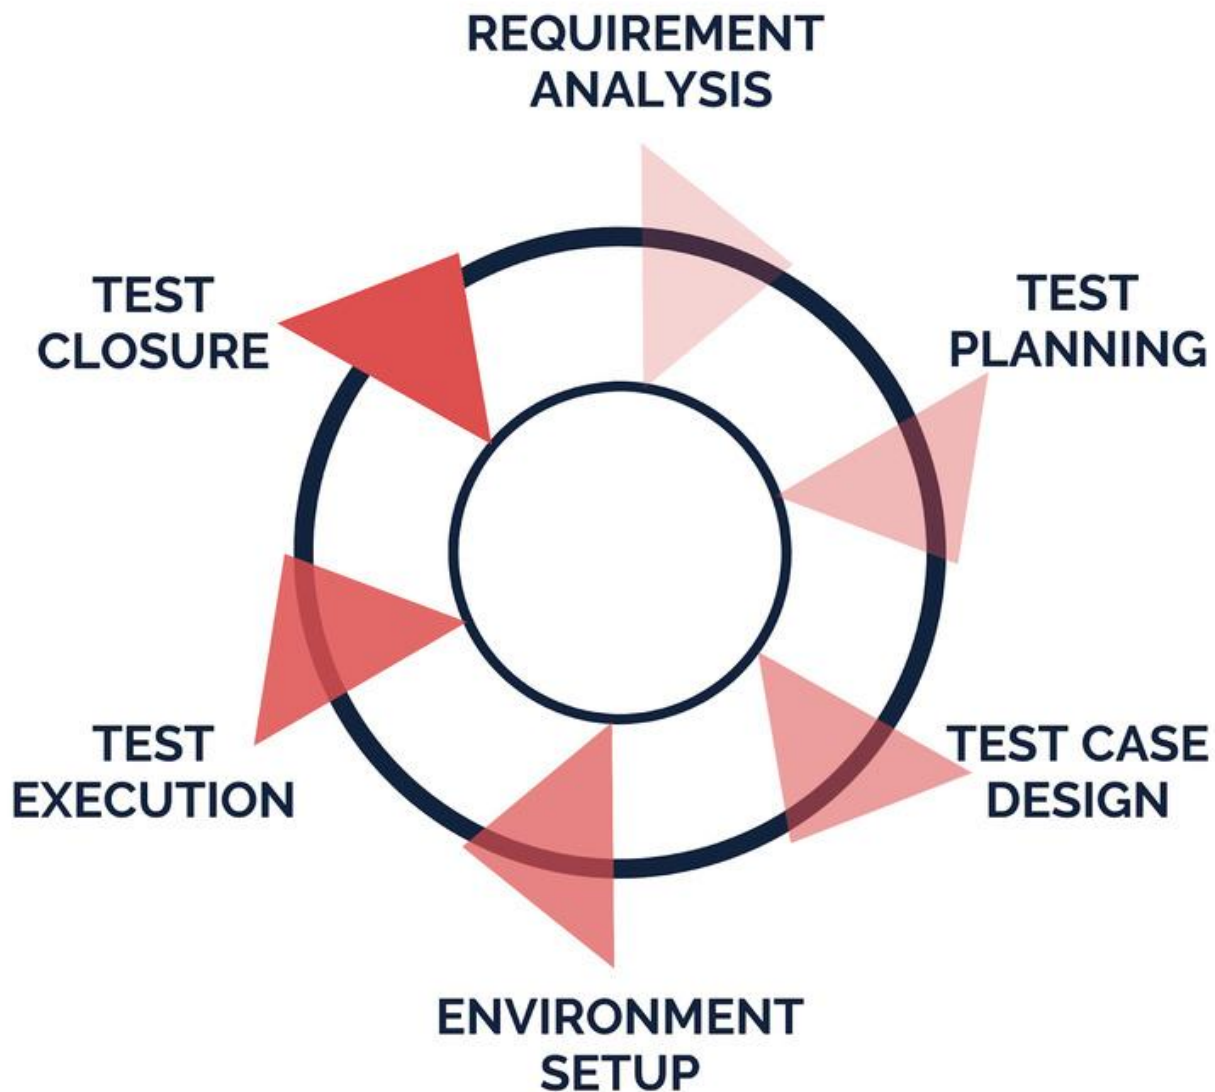 REQUIREMENT
ANALYSIS
TEST
PLANNING
TEST CASE
DESIGN
ENVIRONMENT
SETUP
TEST
EXECUTION
TEST
CLOSURE